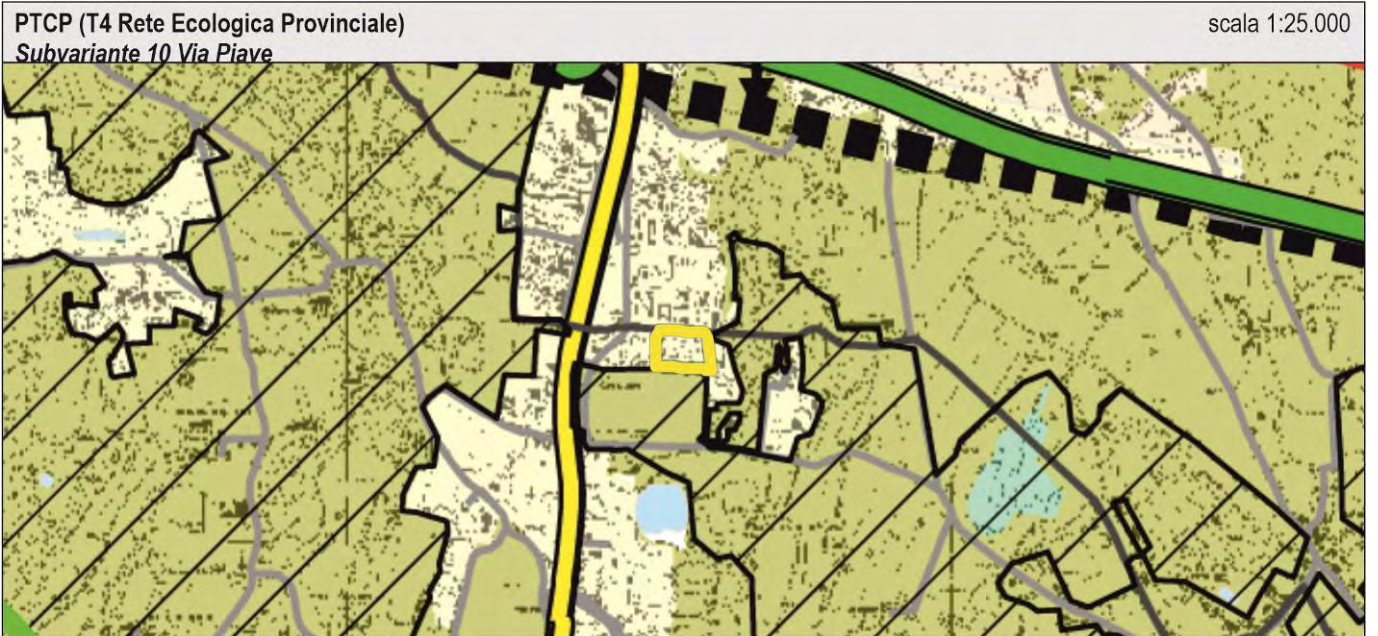 PTCP (T4 Rete Ecologica Provinciale)
scala 1:25.000
Subvariante 10 Via Piave